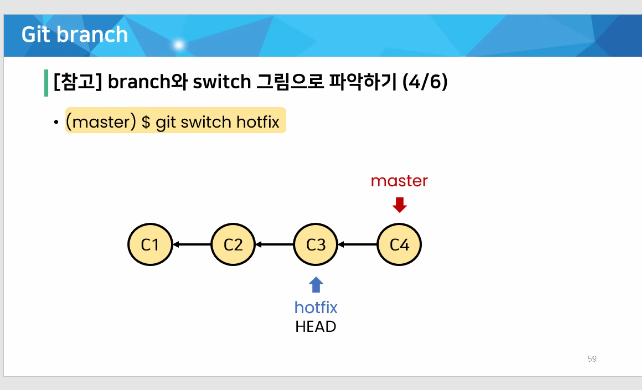 Git branch
[참고] branch와 switch 그림으로 파악하기 (4/6)
• (master) $ git switch hotfix
master
C1 C2 C3 C4
hotfix
HEAD
59